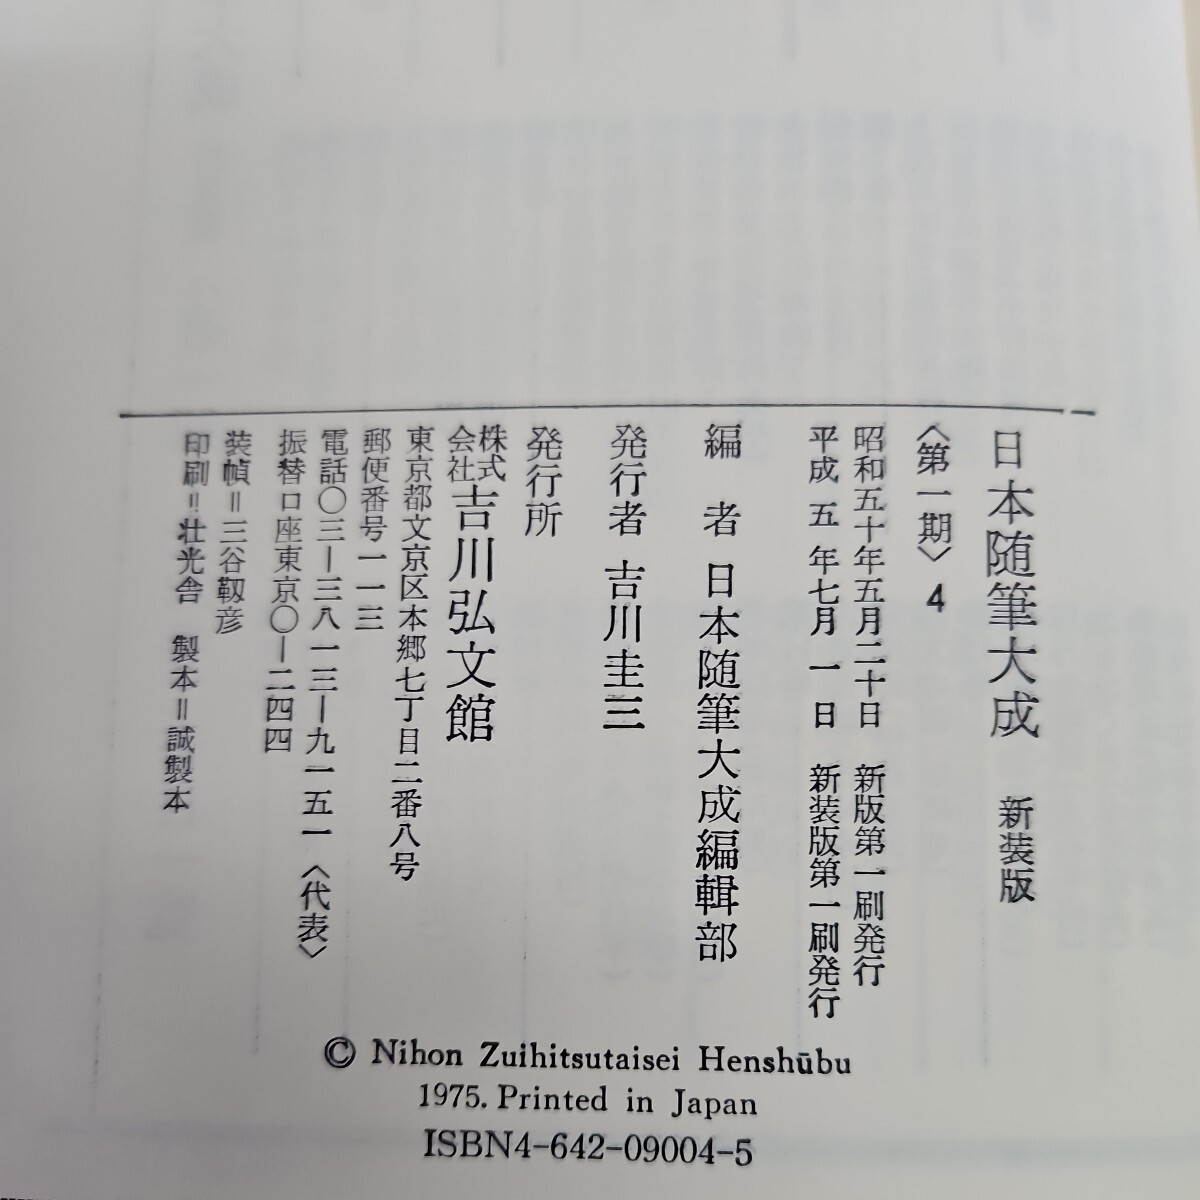 日本随筆大成 新装版
〈第一期〉4
昭和五十年五月二十日 新版第一刷発行
平成五年七月一日 新装版第一刷発行
編者 日本随筆大成編輯部
発行者 吉川圭三
発行所
株式会社 吉川弘文館
東京都文京区本郷七丁目二番八号
郵便番号一一三
電話〇三―三八一三―九一五一〈代表〉
振替口座東京〇―二四四
装幀＝三谷靱彦
印刷＝壮光舎 製本＝誠製本
© Nihon Zuihitsutaisei Henshūbu
1975. Printed in Japan
ISBN4-642-09004-5